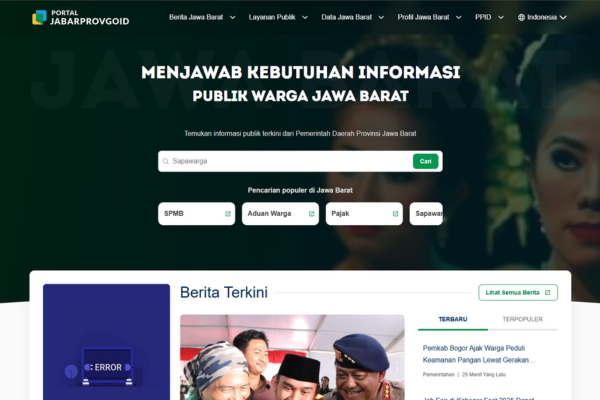 PORTAL
JABARPROVGOID
Berita Jawa Barat
Layanan Publik
Data Jawa Barat
Profil Jawa Barat
PPID
Indonesia
JAWA BARAT
MENJAWAB KEBUTUHAN INFORMASI
PUBLIK WARGA JAWA BARAT
Temukan informasi publik terkini dari Pemerintah Daerah Provinsi Jawa Barat
Sapawarga
Cari
Pencarian populer di Jawa Barat
SPMB
Aduan Warga
Pajak
Sapawar
ERROR
Berita Terkini
Lihat Semua Berita
TERBARU
TERPOPULER
Pemkab Bogor Ajak Warga Peduli
Keamanan Pangan Lewat Gerakan...
Pemerintahan | 25 Menit Yang Lalu